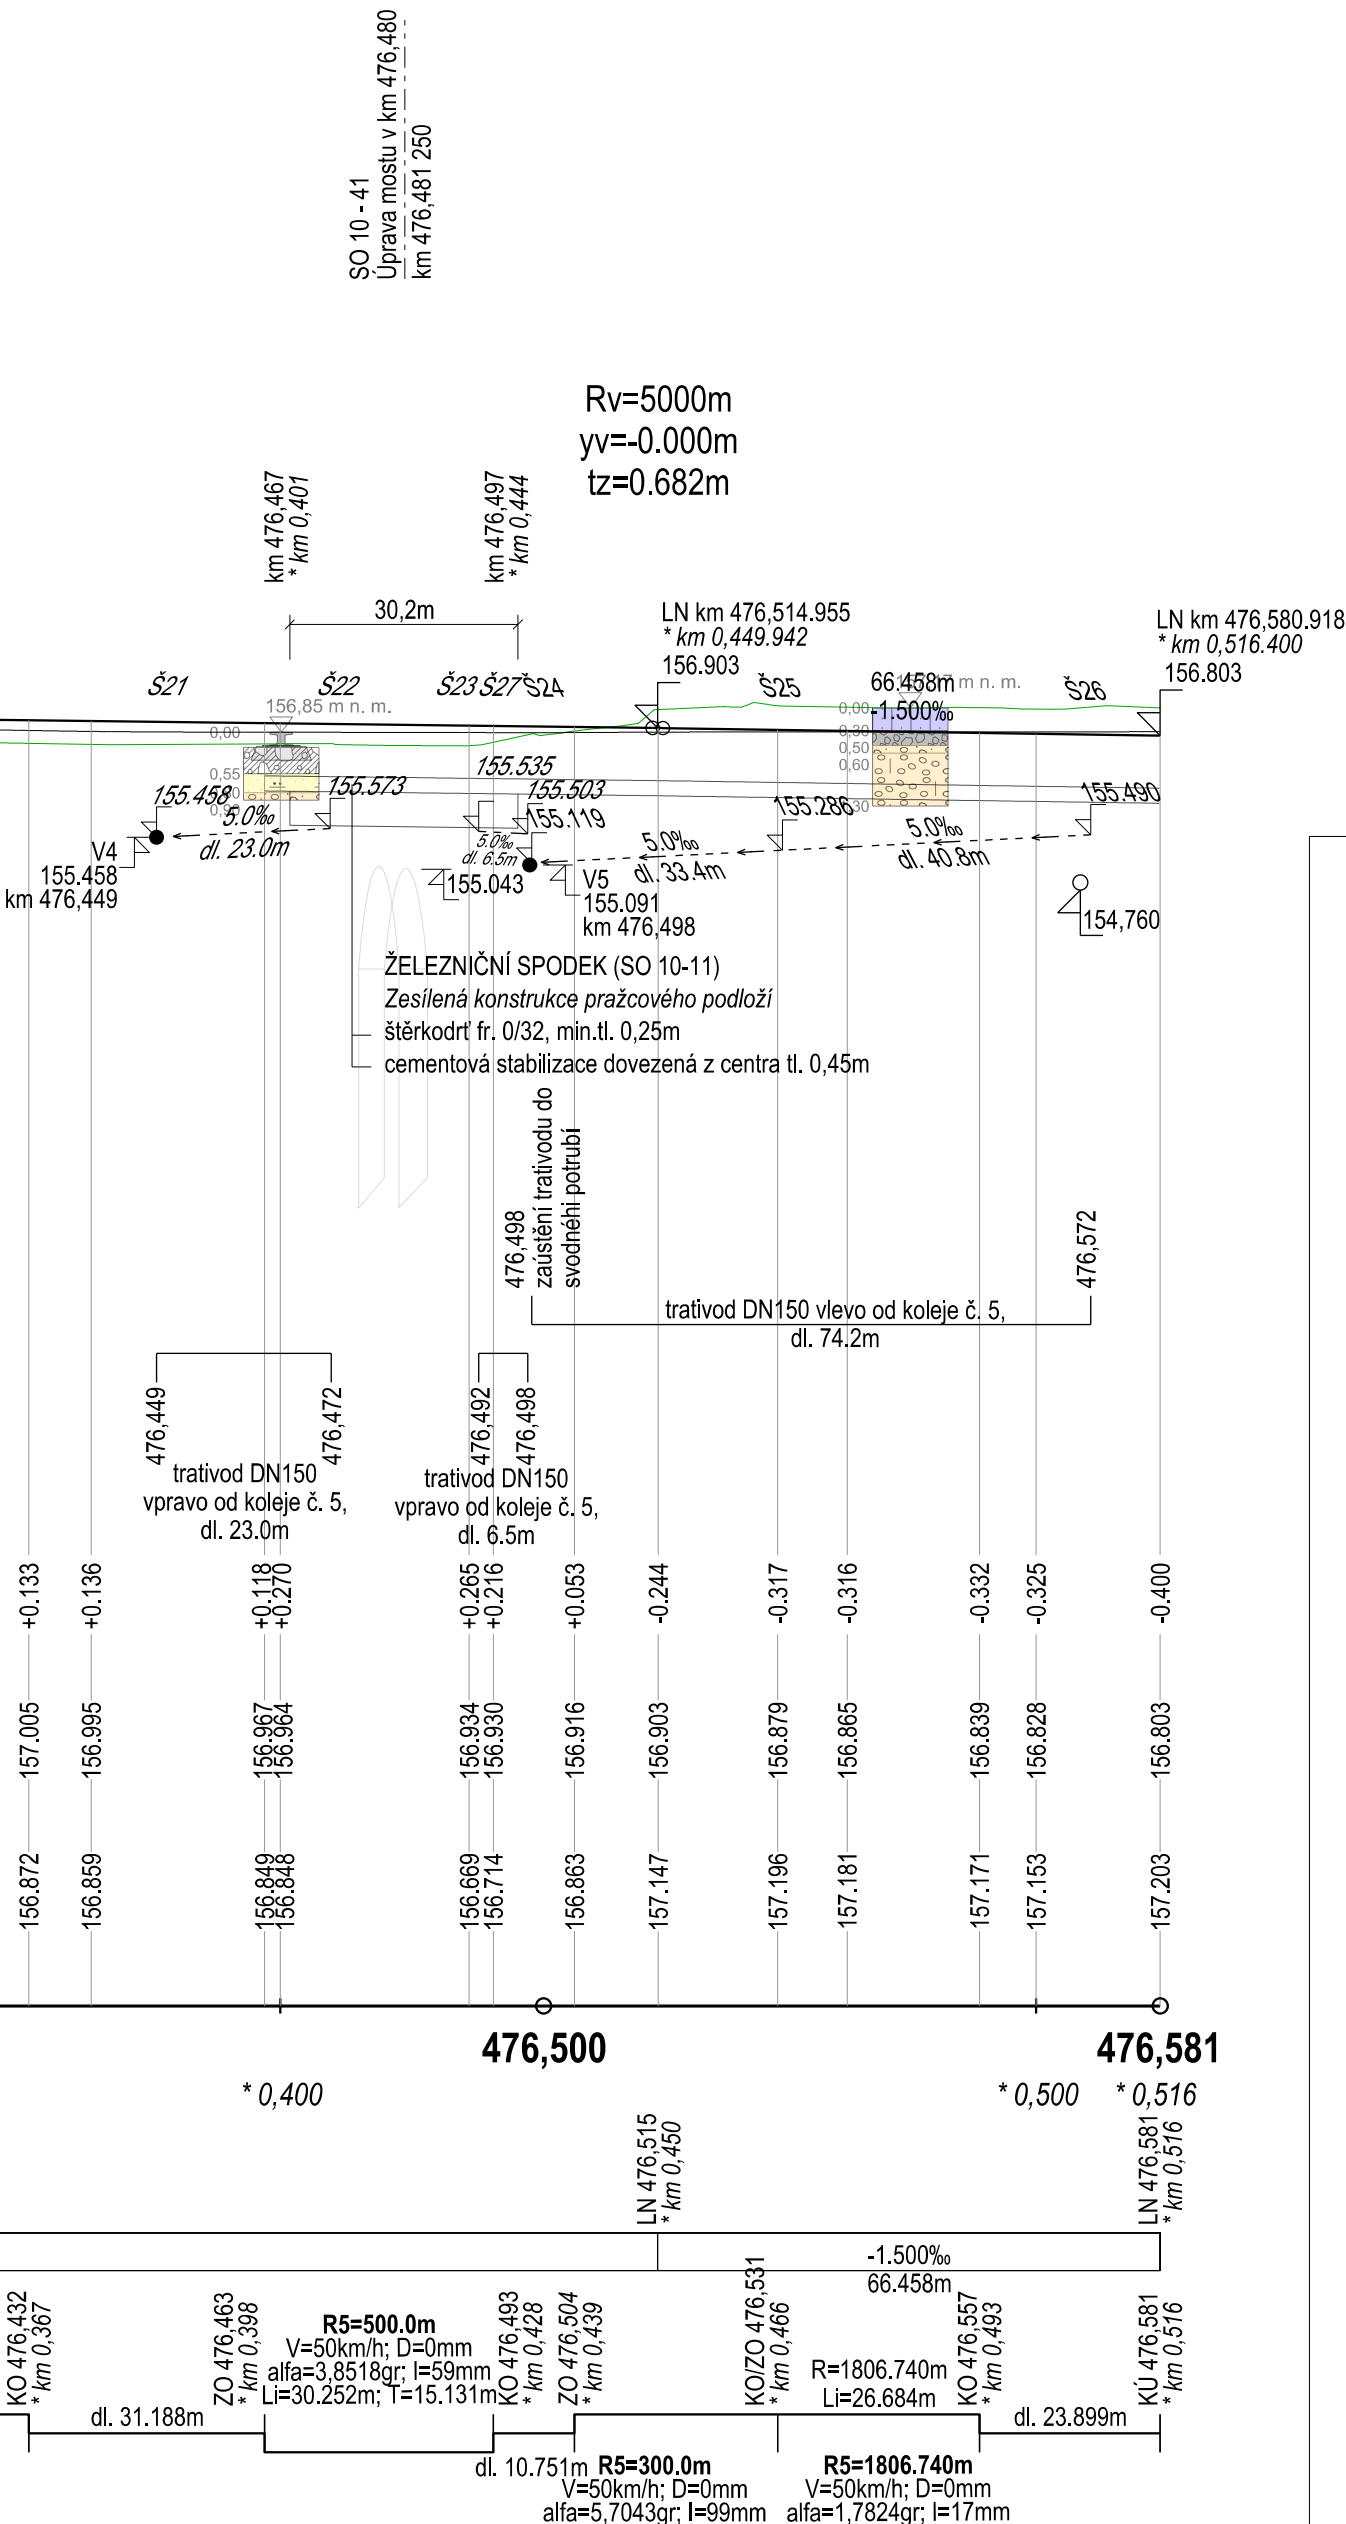 SO 10 - 41
Úprava mostu v km 476,480
km 476,481 250
Rv=5000m
yv=-0.000m
tz=0.682m
km 476,467
* km 0,401
km 476,497
* km 0,444
30,2m
LN km 476,514.955
* km 0,449.942
156.903
LN km 476,580.918
* km 0,516.400
156.803
Š21
Š22
Š23
Š27
Š24
Š25
Š26
156,85 m n. m.
66.458m
m n. m.
-1.500‰
0,00
0,55
0,00
0,30
0,50
0,60
155.535
155.458
155.573
155.503
155.286
155.490
155.119
5.0‰
dl. 23.0m
5.0‰
dl. 6.5m
5.0‰
dl. 33.4m
5.0‰
dl. 40.8m
V4
155.458
km 476,449
155.043
V5
155.091
km 476,498
154,760
ŽELEZNIČNÍ SPODEK (SO 10-11)
Zesílená konstrukce pražcového podloží
štěrkodrť fr. 0/32, min.tl. 0,25m
cementová stabilizace dovezená z centra tl. 0,45m
476,498
zaústění trativodu do
svodnéhi potrubí
476,572
trativod DN150 vlevo od koleje č. 5,
dl. 74.2m
476,449
476,472
476,492
476,498
trativod DN150
vpravo od koleje č. 5,
dl. 23.0m
trativod DN150
vpravo od koleje č. 5,
dl. 6.5m
+0.133
+0.136
+0.118
+0.270
+0.265
+0.216
+0.053
-0.244
-0.317
-0.316
-0.332
-0.325
-0.400
157.005
156.995
156.967
156.964
156.934
156.930
156.916
156.903
156.879
156.865
156.839
156.828
156.803
156.872
156.859
156.849
156.848
156.669
156.714
156.863
157.147
157.196
157.181
157.171
157.153
157.203
476,500
476,581
* 0,400
* 0,500
* 0,516
LN 476,515
* km 0,450
LN 476,581
* km 0,516
-1.500‰
66.458m
KO 476,432
* km 0,367
ZO 476,463
* km 0,398
R5=500.0m
V=50km/h; D=0mm
alfa=3,8518gr; I=59mm
Li=30.252m; T=15.131m
KO 476,493
* km 0,428
ZO 476,504
* km 0,439
KO/ZO 476,531
* km 0,466
R=1806.740m
Li=26.684m
KO 476,557
* km 0,493
KÚ 476,581
* km 0,516
dl. 31.188m
dl. 23.899m
dl. 10.751m
R5=300.0m
V=50km/h; D=0mm
alfa=5,7043gr; I=99mm
R5=1806.740m
V=50km/h; D=0mm
alfa=1,7824gr; I=17mm